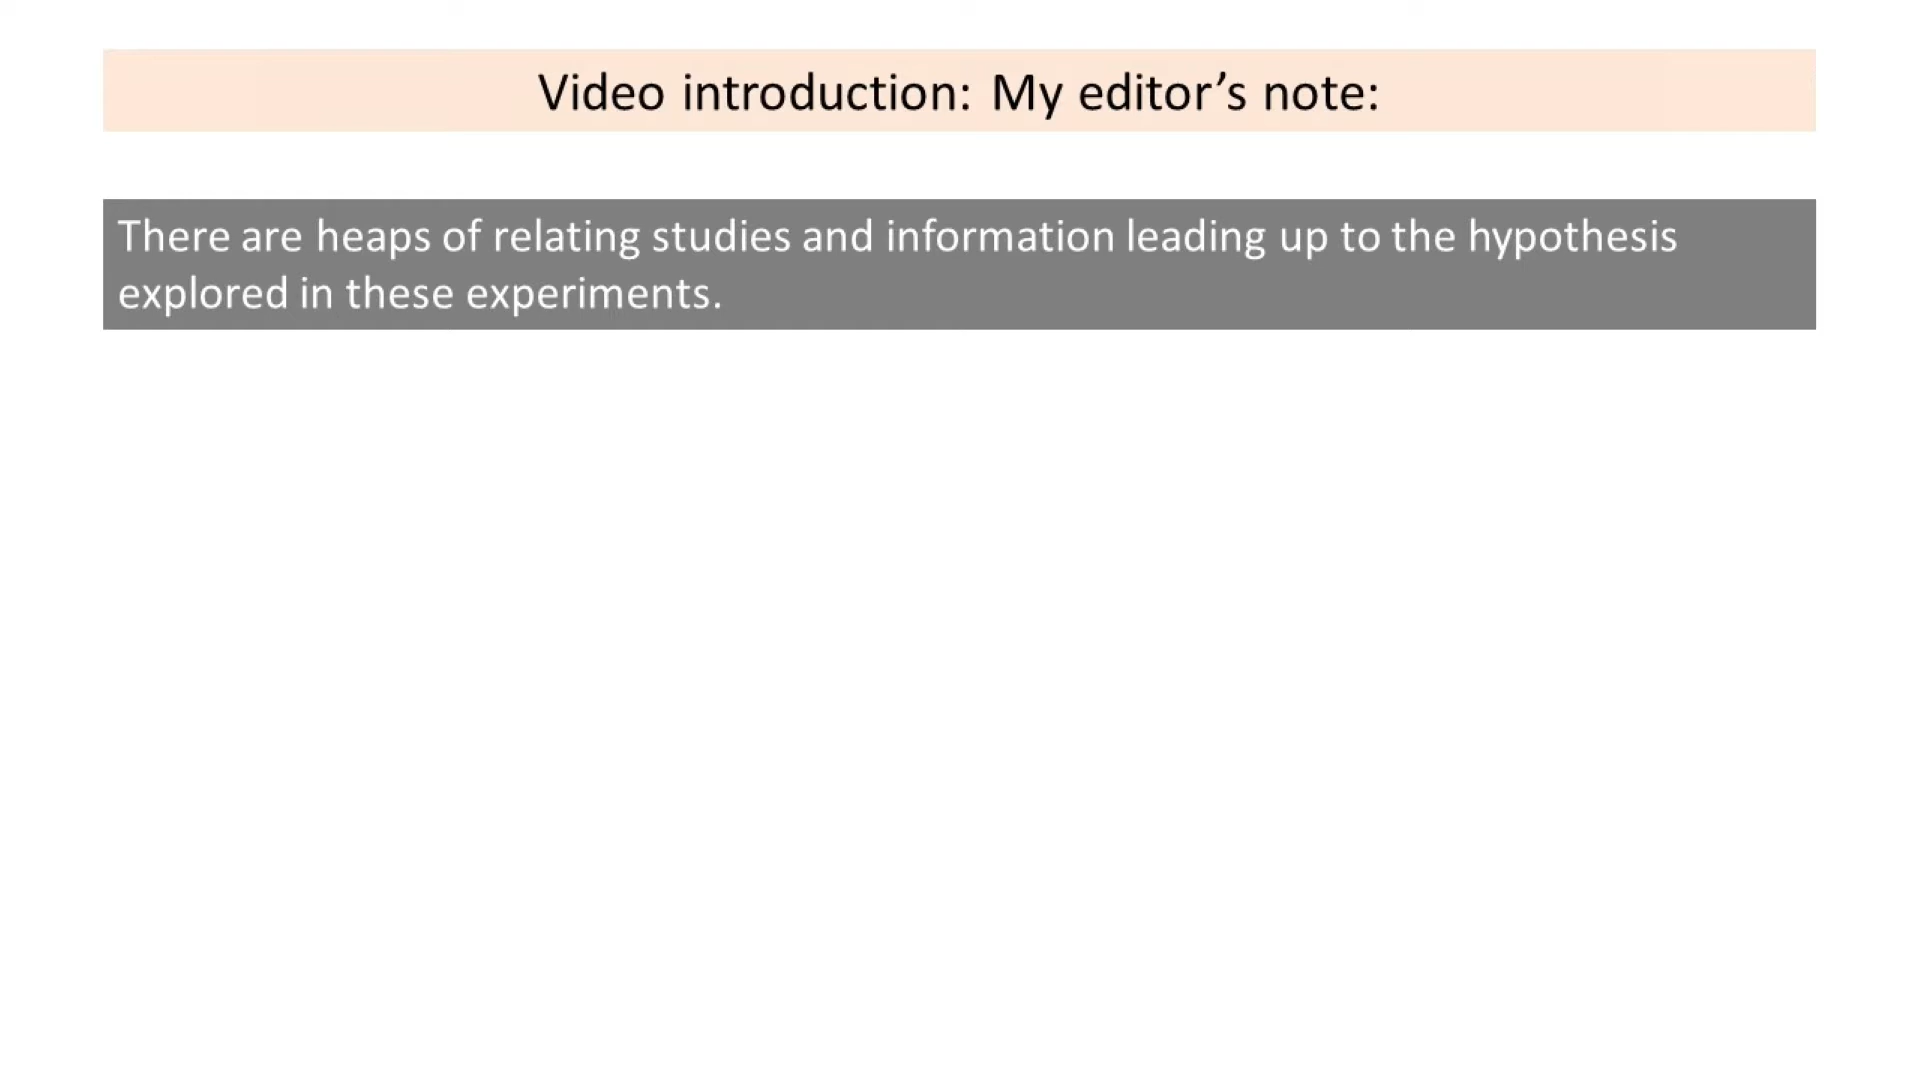 Video introduction: My editor’s note:
There are heaps of relating studies and information leading up to the hypothesis
explored in these experiments.